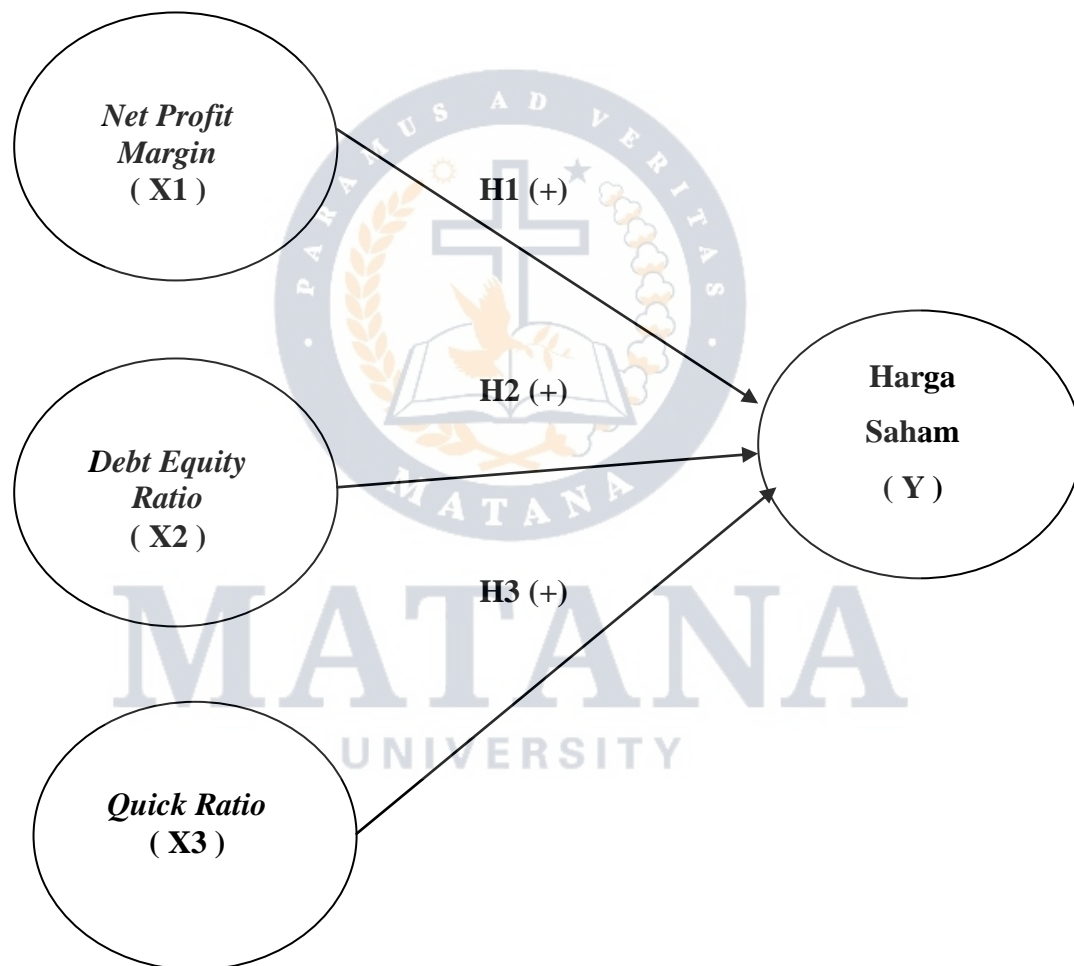 Net Profit
Margin
( X1 )
PARAMUS AD VERITAS
H1 (+)
Harga
Saham
( Y )
H2 (+)
Debt Equity
Ratio
( X2 )
MATANA
H3 (+)
MATANA
UNIVERSITY
Quick Ratio
( X3 )